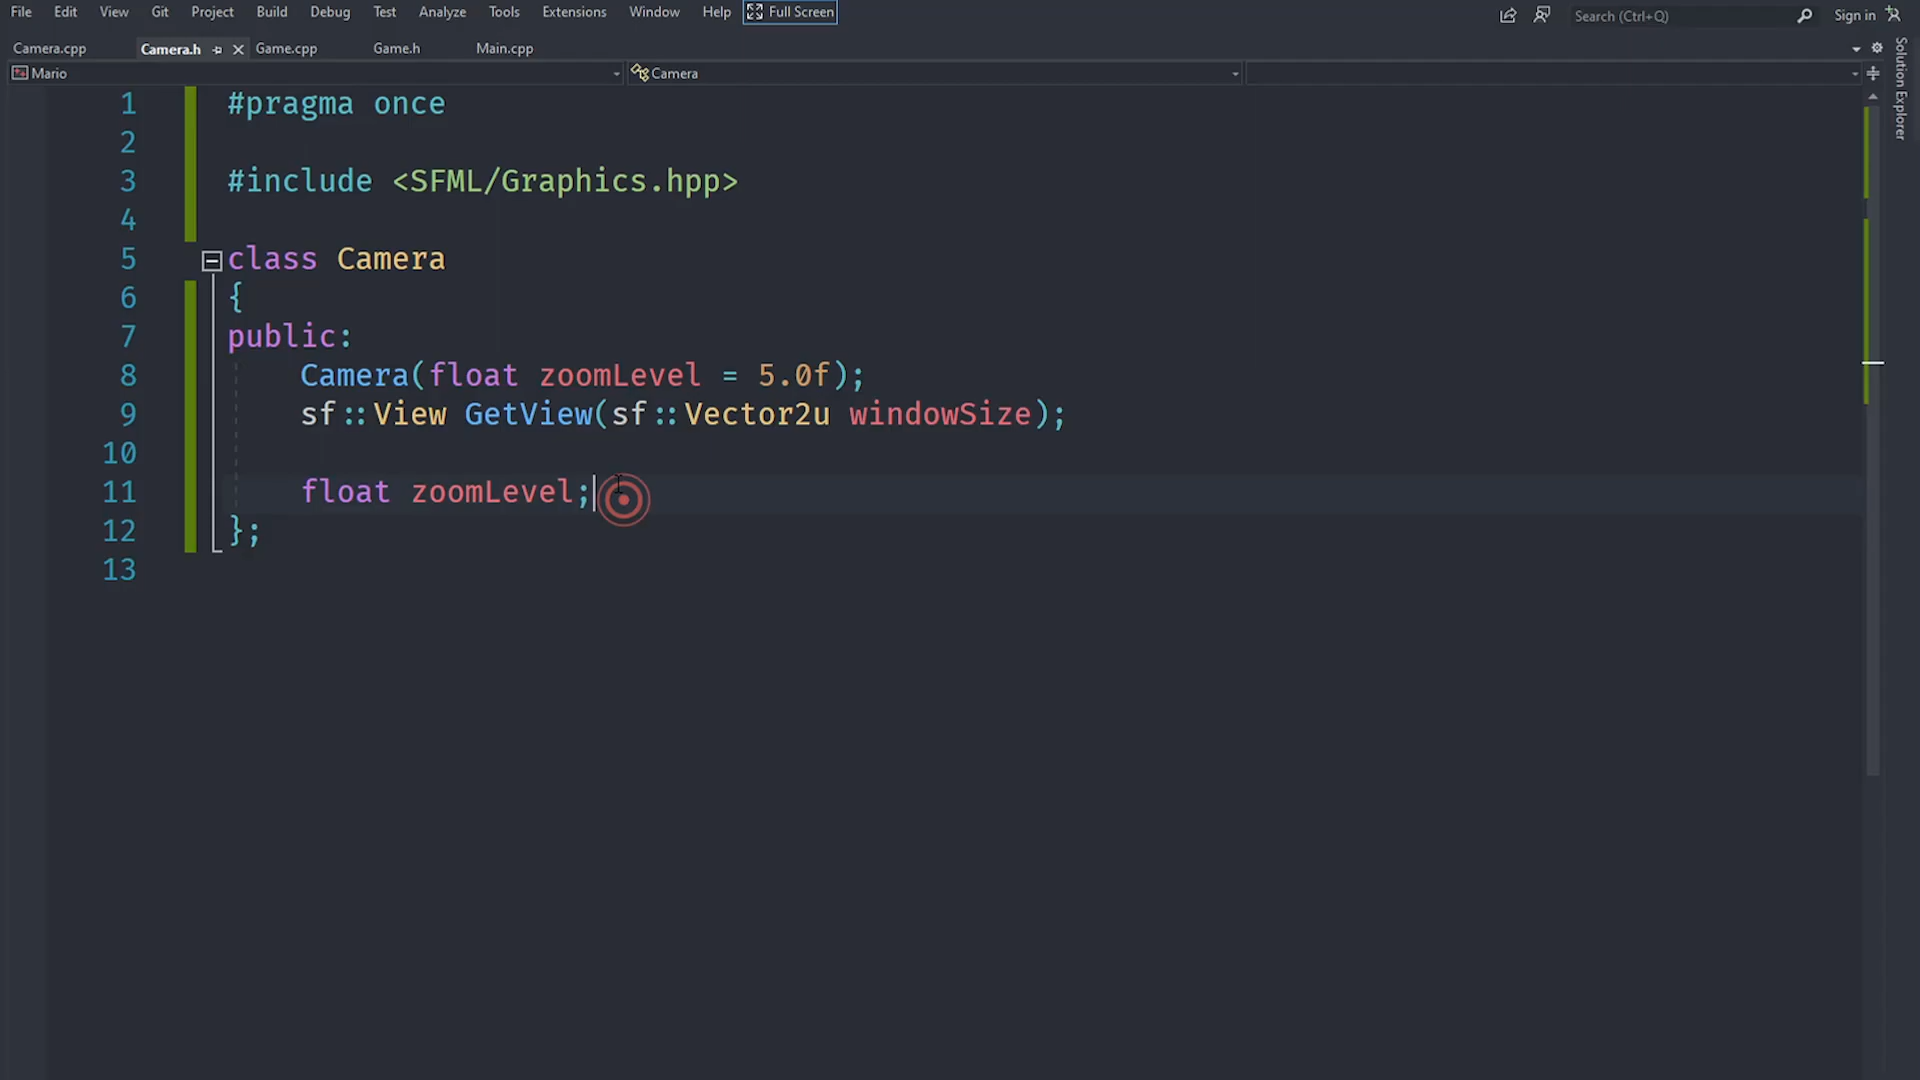 File Edit View Git Project Build Debug Test Analyze Tools Extensions Window Help Full Screen Search (Ctrl+Q) Sign in
Camera.cpp Camera.h Game.cpp Game.h Main.cpp
Mario Camera
Solution Explorer
1 #pragma once
2
3 #include <SFML/Graphics.hpp>
4
5 class Camera
6 {
7 public:
8 Camera(float zoomLevel = 5.0f);
9 sf::View GetView(sf::Vector2u windowSize);
10
11 float zoomLevel;
12 };
13